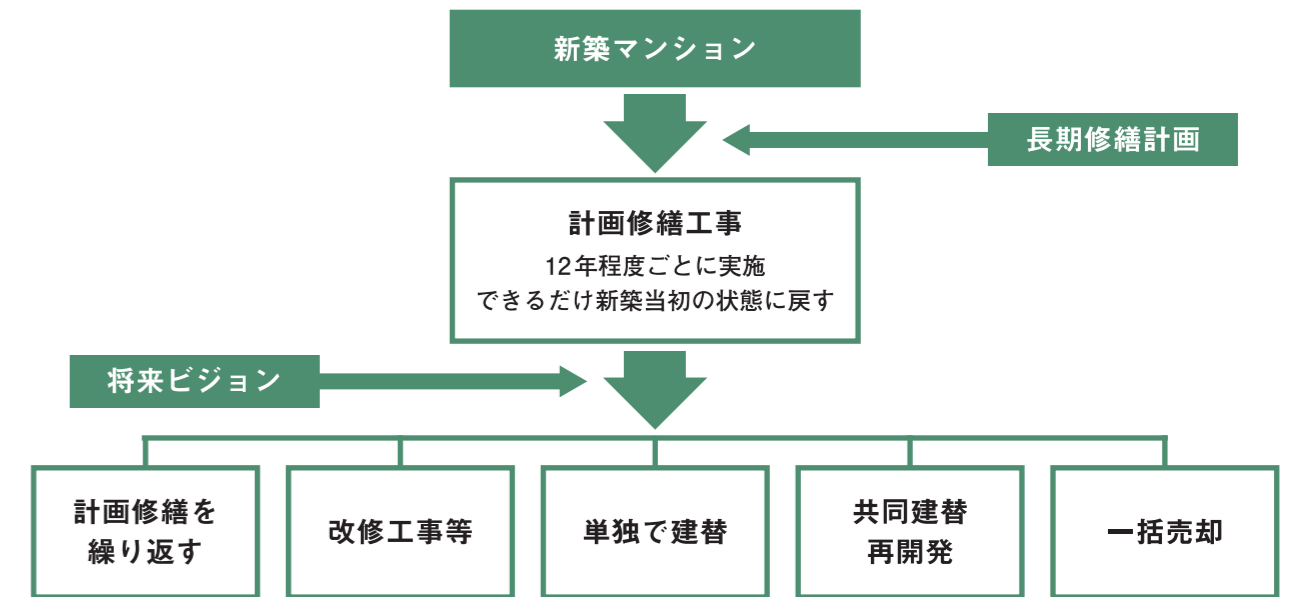 新築マンション
長期修繕計画
計画修繕工事
12年程度ごとに実施
できるだけ新築当初の状態に戻す
将来ビジョン
計画修繕を
繰り返す
改修工事等
単独で建替
共同建替
再開発
一括売却